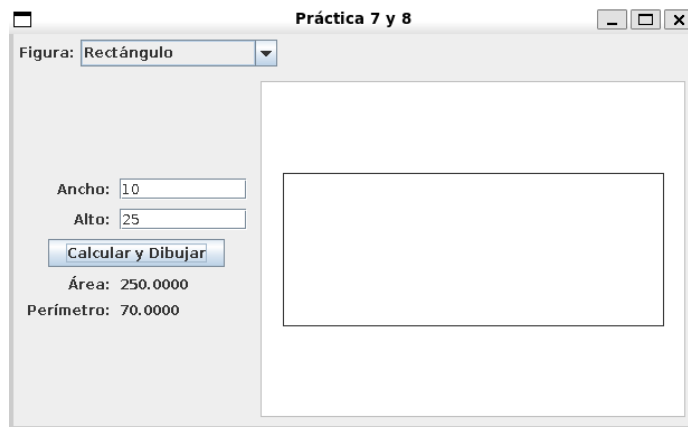 Práctica 7 y 8
Figura: Rectángulo
Ancho: 10
Alto: 25
Calcular y Dibujar
Área: 250.0000
Perímetro: 70.0000